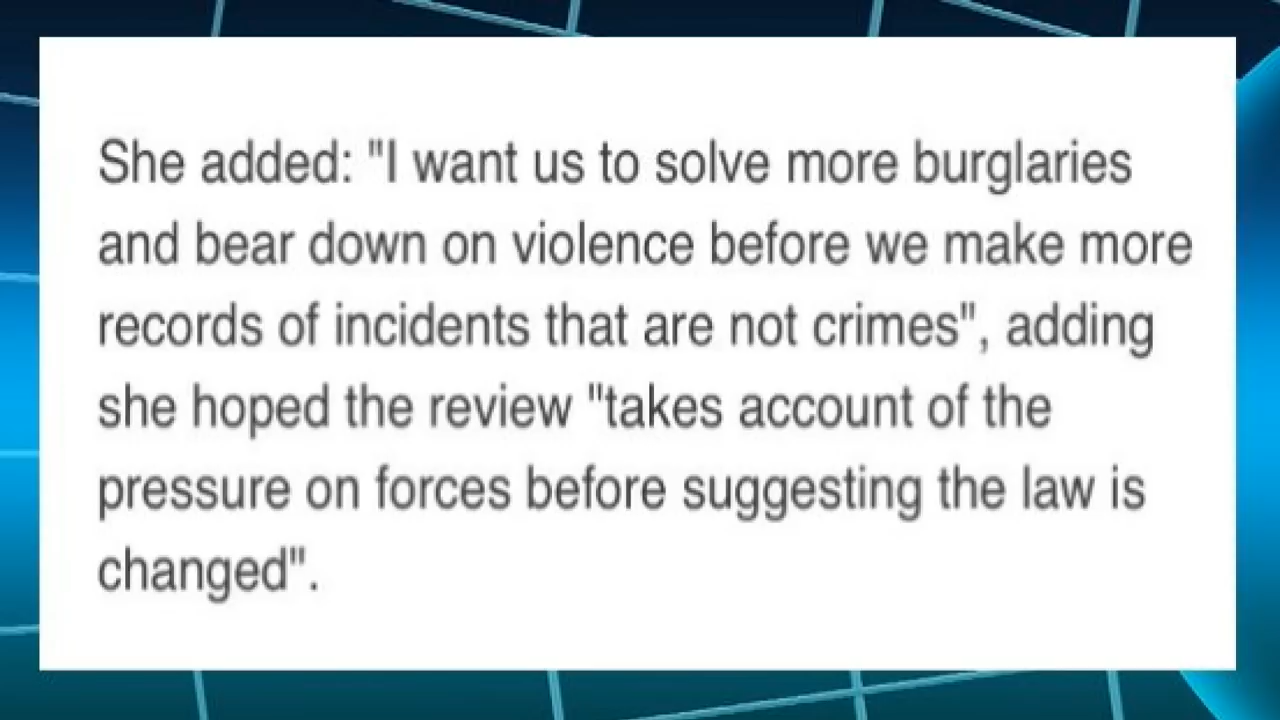 She added: "I want us to solve more burglaries
and bear down on violence before we make more
records of incidents that are not crimes", adding
she hoped the review "takes account of the
pressure on forces before suggesting the law is
changed".